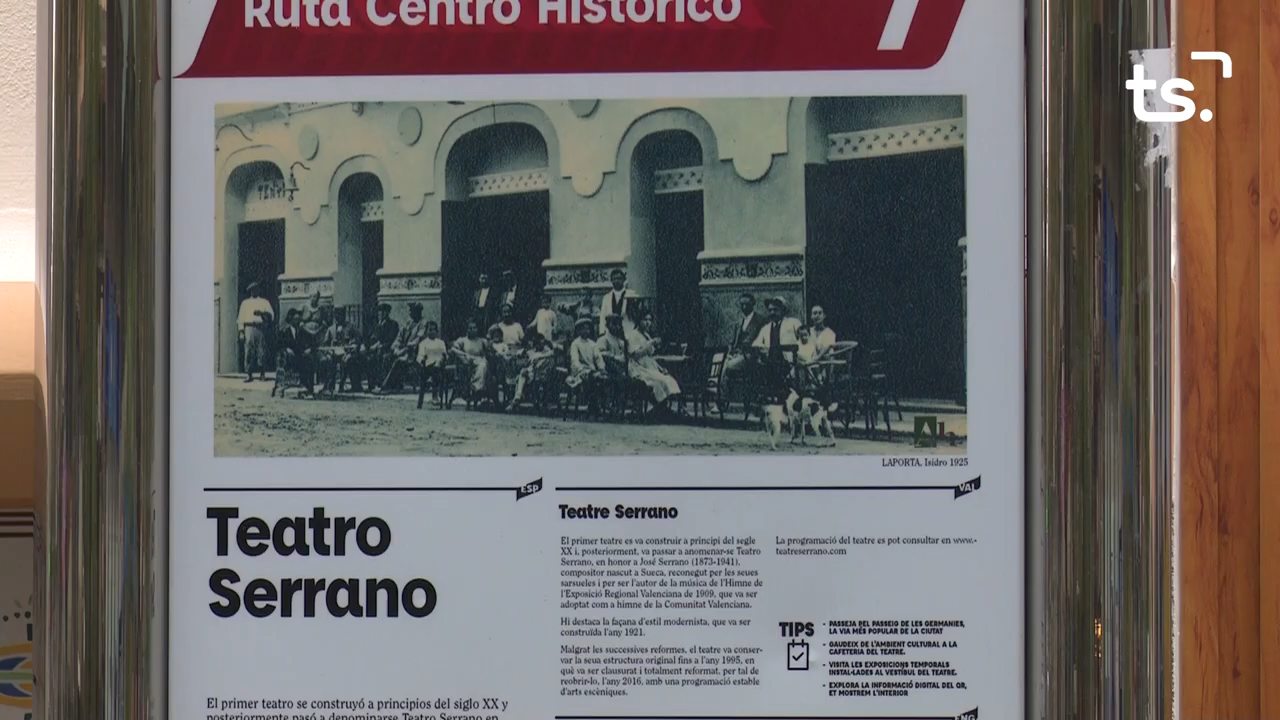 Ruta Centro Histórico
7
ts.
LAPORTA, Isidro 1925
ESP
Teatro
Serrano
El primer teatro se construyó a principios del siglo XX y
posteriormente pasó a denominarse Teatro Serrano en
VAL
Teatre Serrano
El primer teatre es va construir a principi del segle
XX i, posteriorment, va passar a anomenar-se Teatro
Serrano, en honor a José Serrano (1873-1941),
compositor nascut a Sueca, reconegut per les seues
sarsueles i per ser l'autor de la música de l'Himne de
l'Exposició Regional Valenciana de 1909, que va ser
adoptat com a himne de la Comunitat Valenciana.
Hi destaca la façana d'estil modernista, que va ser
construïda l'any 1921.
Malgrat les successives reformes, el teatre va conser-
var la seua estructura original fins a l'any 1995, en
què va ser clausurat i totalment reformat, per tal de
reobrir-lo, l'any 2016, amb una programació estable
d'arts escèniques.
La programació del teatre es pot consultar en www.-
teatreserrano.com
TIPS
- PASSEJA PEL PASSEIG DE LES GERMANIES,
LA VIA MÉS POPULAR DE LA CIUTAT
- GAUDEIX DE L'AMBIENT CULTURAL A LA
CAFETERIA DEL TEATRE.
- VISITA LES EXPOSICIONS TEMPORALS
INSTAL·LADES AL VESTÍBUL DEL TEATRE.
- EXPLORA LA INFORMACIÓ DIGITAL DEL QR,
ET MOSTREM L'INTERIOR
ENG